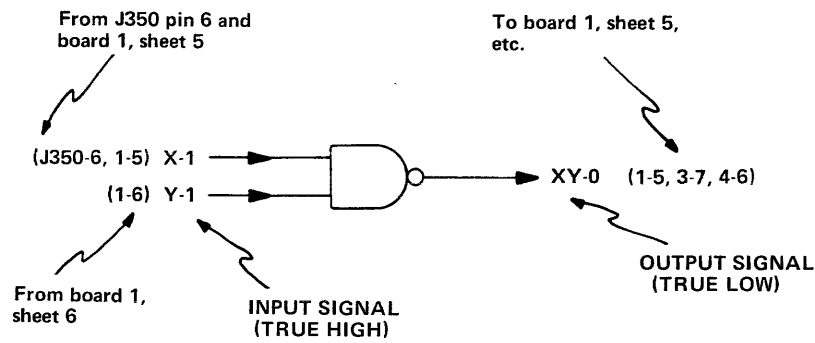 From J350 pin 6 and
board 1, sheet 5
To board 1, sheet 5,
etc.
(J350-6, 1-5) X-1
(1-6) Y-1
XY-0 (1-5, 3-7, 4-6)
From board 1,
sheet 6
INPUT SIGNAL
(TRUE HIGH)
OUTPUT SIGNAL
(TRUE LOW)